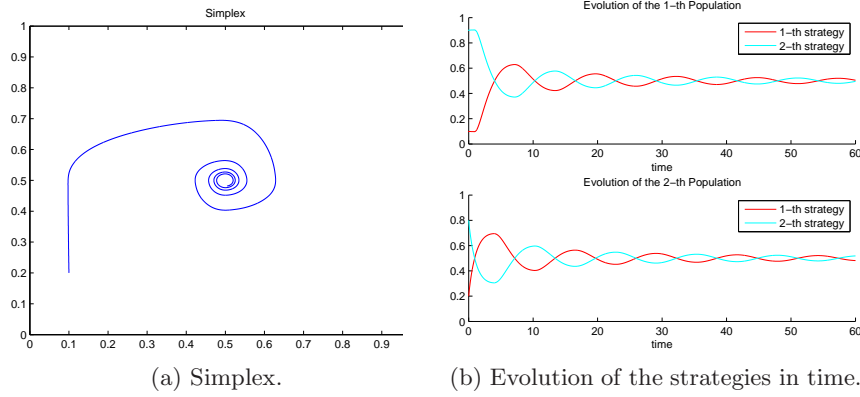 Simplex
1
0.9
0.8
0.7
0.6
0.5
0.4
0.3
0.2
0.1
0
0 0.1 0.2 0.3 0.4 0.5 0.6 0.7 0.8 0.9
(a) Simplex.
Evolution of the 1−th Population
1−th strategy
2−th strategy
1
0.8
0.6
0.4
0.2
0
0 10 20 30 40 50 60
time
Evolution of the 2−th Population
1−th strategy
2−th strategy
1
0.8
0.6
0.4
0.2
0
0 10 20 30 40 50 60
time
(b) Evolution of the strategies in time.